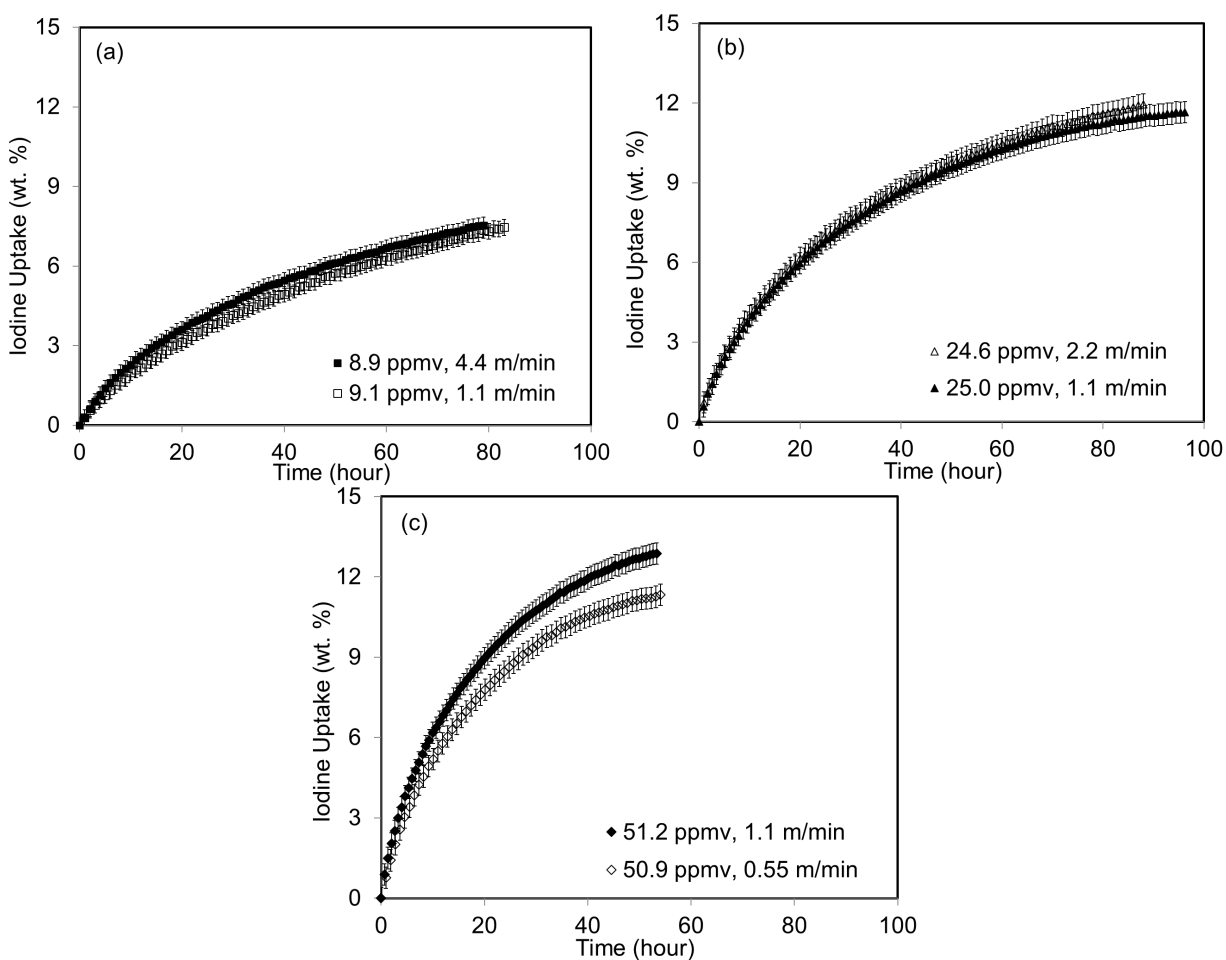 (a)
15
12
9
6
3
0
Iodine Uptake (wt. %)
8.9 ppmv, 4.4 m/min
9.1 ppmv, 1.1 m/min
0 20 40 60 80 100
Time (hour)
(b)
15
12
9
6
3
0
Iodine Uptake (wt. %)
24.6 ppmv, 2.2 m/min
25.0 ppmv, 1.1 m/min
0 20 40 60 80 100
Time (hour)
(c)
15
12
9
6
3
0
Iodine Uptake (wt. %)
51.2 ppmv, 1.1 m/min
50.9 ppmv, 0.55 m/min
0 20 40 60 80 100
Time (hour)